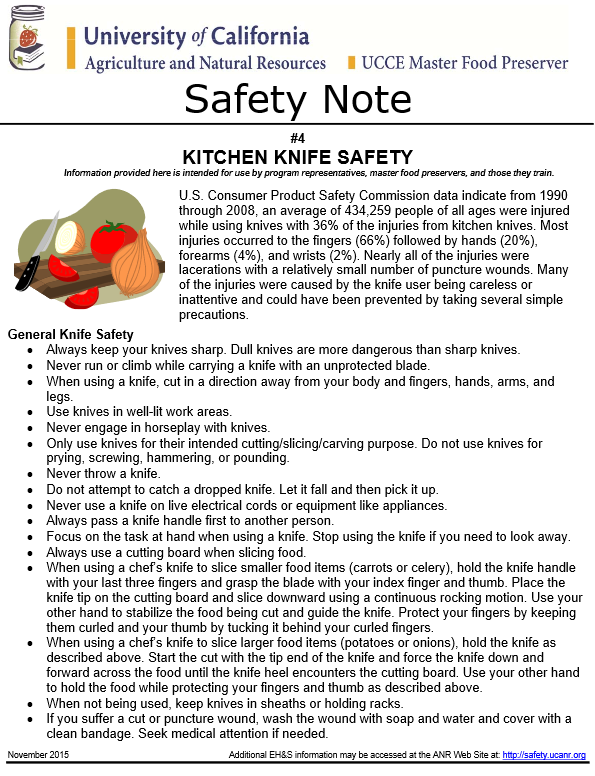 University of California
Agriculture and Natural Resources
UCCE Master Food Preserver
Safety Note
#4
KITCHEN KNIFE SAFETY
Information provided here is intended for use by program representatives, master food preservers, and those they train.
U.S. Consumer Product Safety Commission data indicate from 1990
through 2008, an average of 434,259 people of all ages were injured
while using knives with 36% of the injuries from kitchen knives. Most
injuries occurred to the fingers (66%) followed by hands (20%),
forearms (4%), and wrists (2%). Nearly all of the injuries were
lacerations with a relatively small number of puncture wounds. Many
of the injuries were caused by the knife user being careless or
inattentive and could have been prevented by taking several simple
precautions.
General Knife Safety
• Always keep your knives sharp. Dull knives are more dangerous than sharp knives.
• Never run or climb while carrying a knife with an unprotected blade.
• When using a knife, cut in a direction away from your body and fingers, hands, arms, and
legs.
• Use knives in well-lit work areas.
• Never engage in horseplay with knives.
• Only use knives for their intended cutting/slicing/carving purpose. Do not use knives for
prying, screwing, hammering, or pounding.
• Never throw a knife.
• Do not attempt to catch a dropped knife. Let it fall and then pick it up.
• Never use a knife on live electrical cords or equipment like appliances.
• Always pass a knife handle first to another person.
• Focus on the task at hand when using a knife. Stop using the knife if you need to look away.
• Always use a cutting board when slicing food.
• When using a chef's knife to slice smaller food items (carrots or celery), hold the knife handle
with your last three fingers and grasp the blade with your index finger and thumb. Place the
knife tip on the cutting board and slice downward using a continuous rocking motion. Use your
other hand to stabilize the food being cut and guide the knife. Protect your fingers by keeping
them curled and your thumb by tucking it behind your curled fingers.
• When using a chef's knife to slice larger food items (potatoes or onions), hold the knife as
described above. Start the cut with the tip end of the knife and force the knife down and
forward across the food until the knife heel encounters the cutting board. Use your other hand
to hold the food while protecting your fingers and thumb as described above.
• When not being used, keep knives in sheaths or holding racks.
• If you suffer a cut or puncture wound, wash the wound with soap and water and cover with a
clean bandage. Seek medical attention if needed.
November 2015
Additional EH&S information may be accessed at the ANR Web Site at: http://safety.ucanr.org